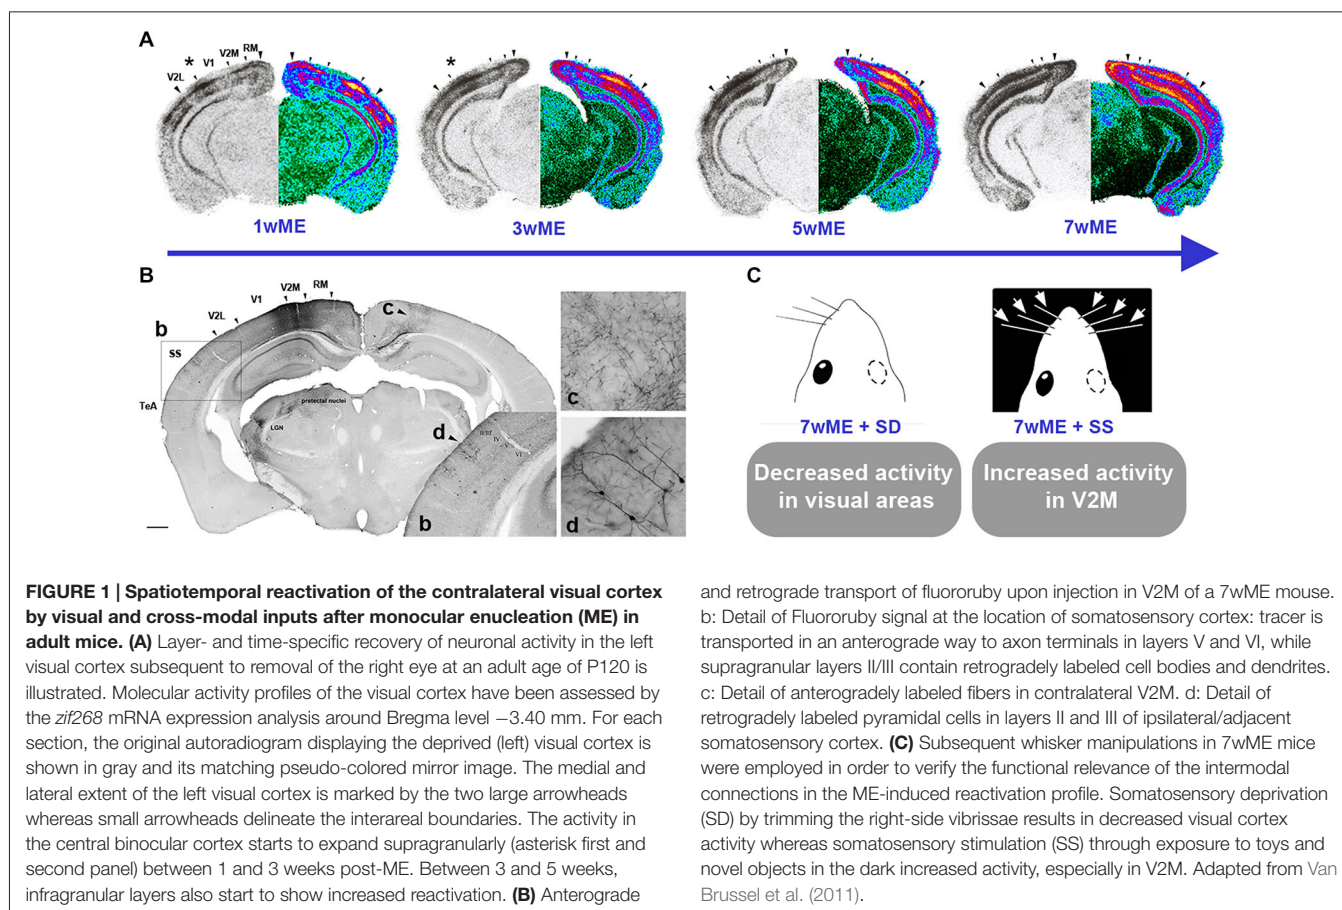 A
*
V2L
V1
V2M
RM
*
1wME
3wME
5wME
7wME
B
V2L
V1
V2M
RM
c
b
SS
TeA
pretectal nuclei
LGN
d
II/III
IV
V
VI
b
c
d
C
7wME + SD
7wME + SS
Decreased activity
in visual areas
Increased activity
in V2M
FIGURE 1 | Spatiotemporal reactivation of the contralateral visual cortex
by visual and cross-modal inputs after monocular enucleation (ME) in
adult mice. (A) Layer- and time-specific recovery of neuronal activity in the left
visual cortex subsequent to removal of the right eye at an adult age of P120 is
illustrated. Molecular activity profiles of the visual cortex have been assessed by
the zif268 mRNA expression analysis around Bregma level −3.40 mm. For each
section, the original autoradiogram displaying the deprived (left) visual cortex is
shown in gray and its matching pseudo-colored mirror image. The medial and
lateral extent of the left visual cortex is marked by the two large arrowheads
whereas small arrowheads delineate the interareal boundaries. The activity in
the central binocular cortex starts to expand supragranularly (asterisk first and
second panel) between 1 and 3 weeks post-ME. Between 3 and 5 weeks,
infragranular layers also start to show increased reactivation. (B) Anterograde
and retrograde transport of fluororuby upon injection in V2M of a 7wME mouse.
b: Detail of Fluororuby signal at the location of somatosensory cortex: tracer is
transported in an anterograde way to axon terminals in layers V and VI, while
supragranular layers II/III contain retrogradely labeled cell bodies and dendrites.
c: Detail of anterogradely labeled fibers in contralateral V2M. d: Detail of
retrogradely labeled pyramidal cells in layers II and III of ipsilateral/adjacent
somatosensory cortex. (C) Subsequent whisker manipulations in 7wME mice
were employed in order to verify the functional relevance of the intermodal
connections in the ME-induced reactivation profile. Somatosensory deprivation
(SD) by trimming the right-side vibrissae results in decreased visual cortex
activity whereas somatosensory stimulation (SS) through exposure to toys and
novel objects in the dark increased activity, especially in V2M. Adapted from Van
Brussel et al. (2011).